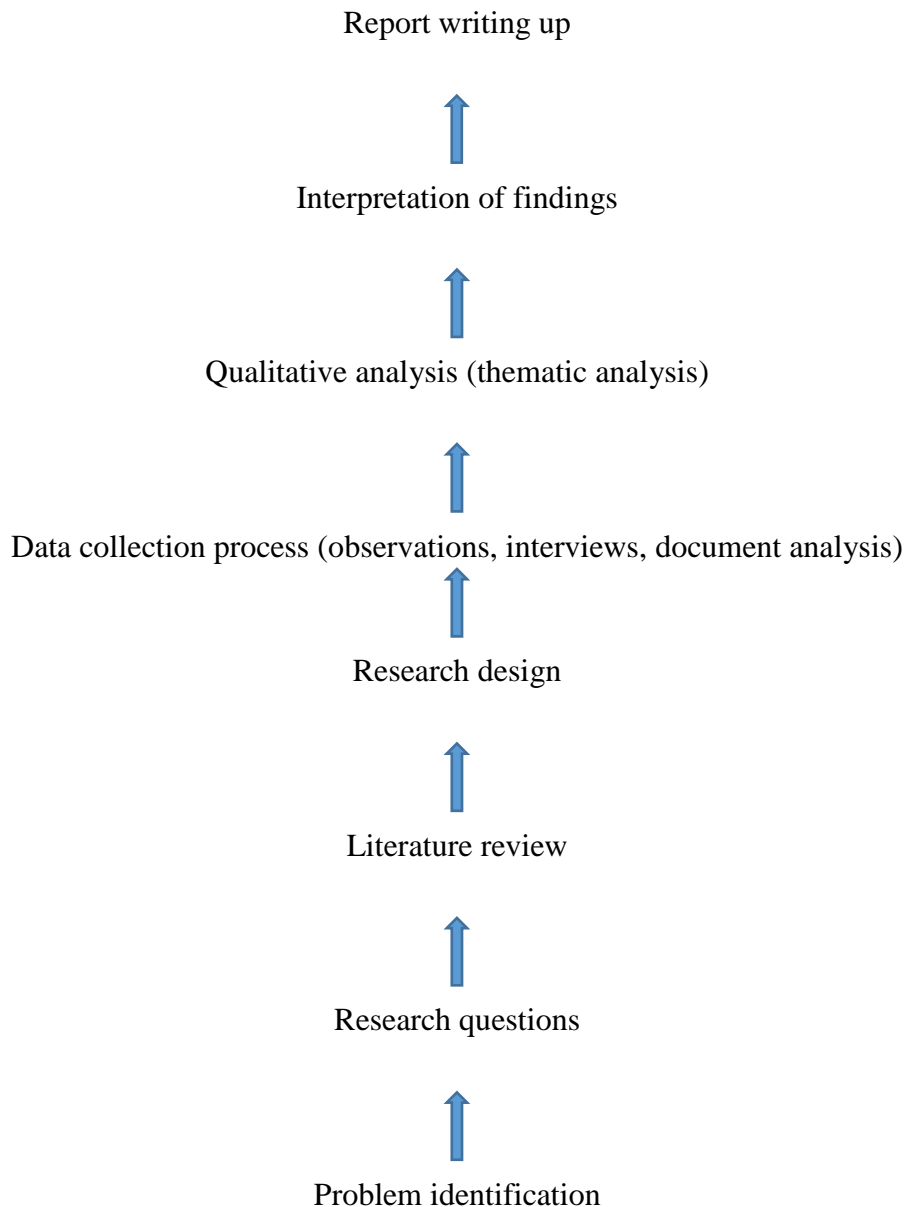 Report writing up
Interpretation of findings
Qualitative analysis (thematic analysis)
Data collection process (observations, interviews, document analysis)
Research design
Literature review
Research questions
Problem identification